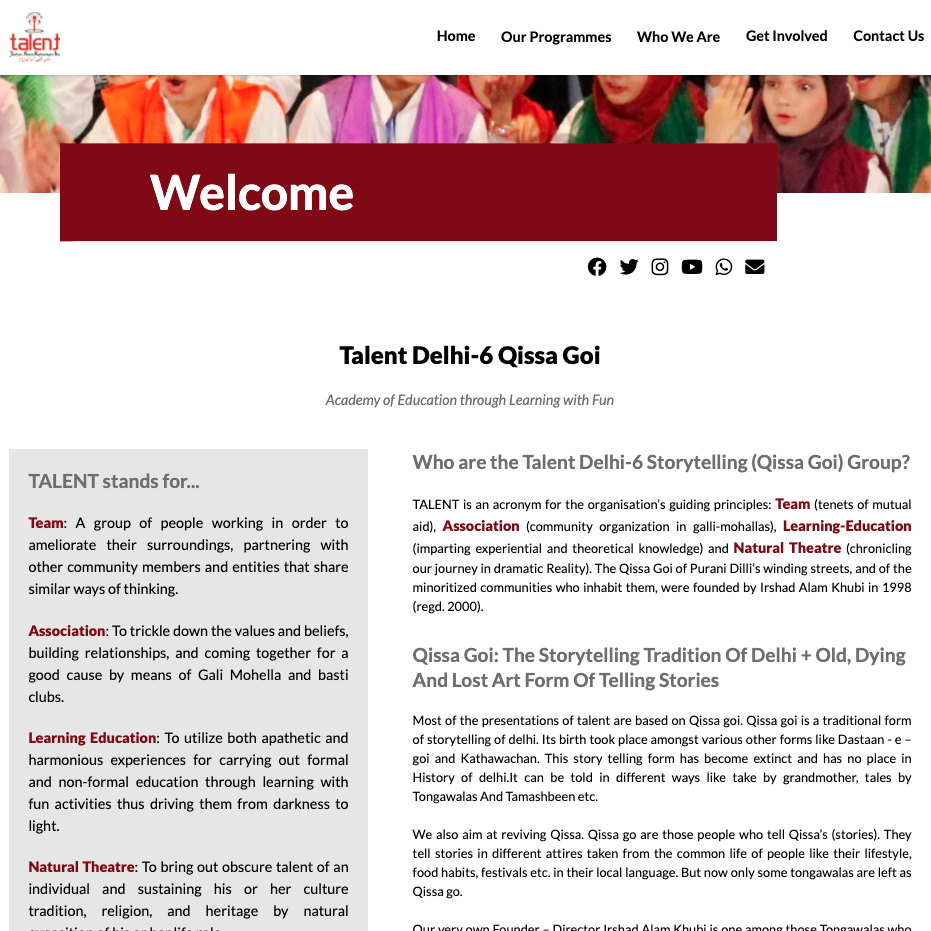 talent
Home
Our Programmes
Who We Are
Get Involved
Contact Us
Welcome
Talent Delhi-6 Qissa Goi
Academy of Education through Learning with Fun
TALENT stands for...
Team: A group of people working in order to
ameliorate their surroundings, partnering with
other community members and entities that share
similar ways of thinking.
Association: To trickle down the values and beliefs,
building relationships, and coming together for a
good cause by means of Gali Mohella and basti
clubs.
Learning Education: To utilize both apathetic and
harmonious experiences for carrying out formal
and non-formal education through learning with
fun activities thus driving them from darkness to
light.
Natural Theatre: To bring out obscure talent of an
individual and sustaining his or her culture
tradition, religion, and heritage by natural
Who are the Talent Delhi-6 Storytelling (Qissa Goi) Group?
TALENT is an acronym for the organisation’s guiding principles: Team (tenets of mutual
aid), Association (community organization in galli-mohallas), Learning-Education
(imparting experiential and theoretical knowledge) and Natural Theatre (chronicling
our journey in dramatic Reality). The Qissa Goi of Purani Dilli’s winding streets, and of the
minoritized communities who inhabit them, were founded by Irshad Alam Khubi in 1998
(regd. 2000).
Qissa Goi: The Storytelling Tradition Of Delhi + Old, Dying
And Lost Art Form Of Telling Stories
Most of the presentations of talent are based on Qissa goi. Qissa goi is a traditional form
of storytelling of delhi. Its birth took place amongst various other forms like Dastaan - e –
goi and Kathawachan. This story telling form has become extinct and has no place in
History of delhi.It can be told in different ways like take by grandmother, tales by
Tongawalas And Tamashbeen etc.
We also aim at reviving Qissa. Qissa go are those people who tell Qissa’s (stories). They
tell stories in different attires taken from the common life of people like their lifestyle,
food habits, festivals etc. in their local language. But now only some tongawalas are left as
Qissa go.
Our very own Founder – Director Irshad Alam Khubi is one among those Tongawalas who